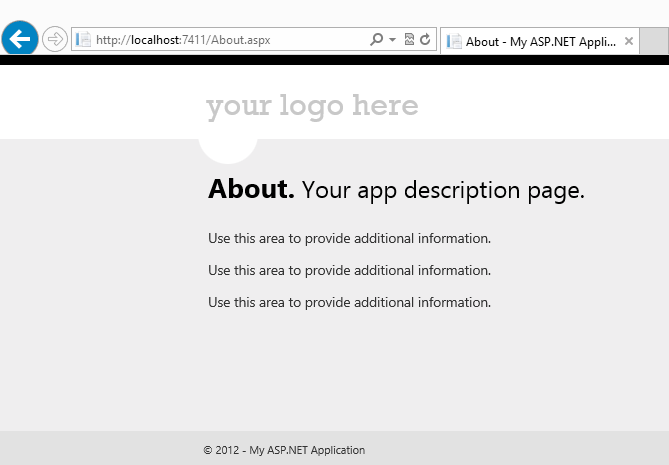 http://localhost:7411/About.aspx
About - My ASP.NET Appli...
your logo here
About. Your app description page.
Use this area to provide additional information.
Use this area to provide additional information.
Use this area to provide additional information.
© 2012 - My ASP.NET Application